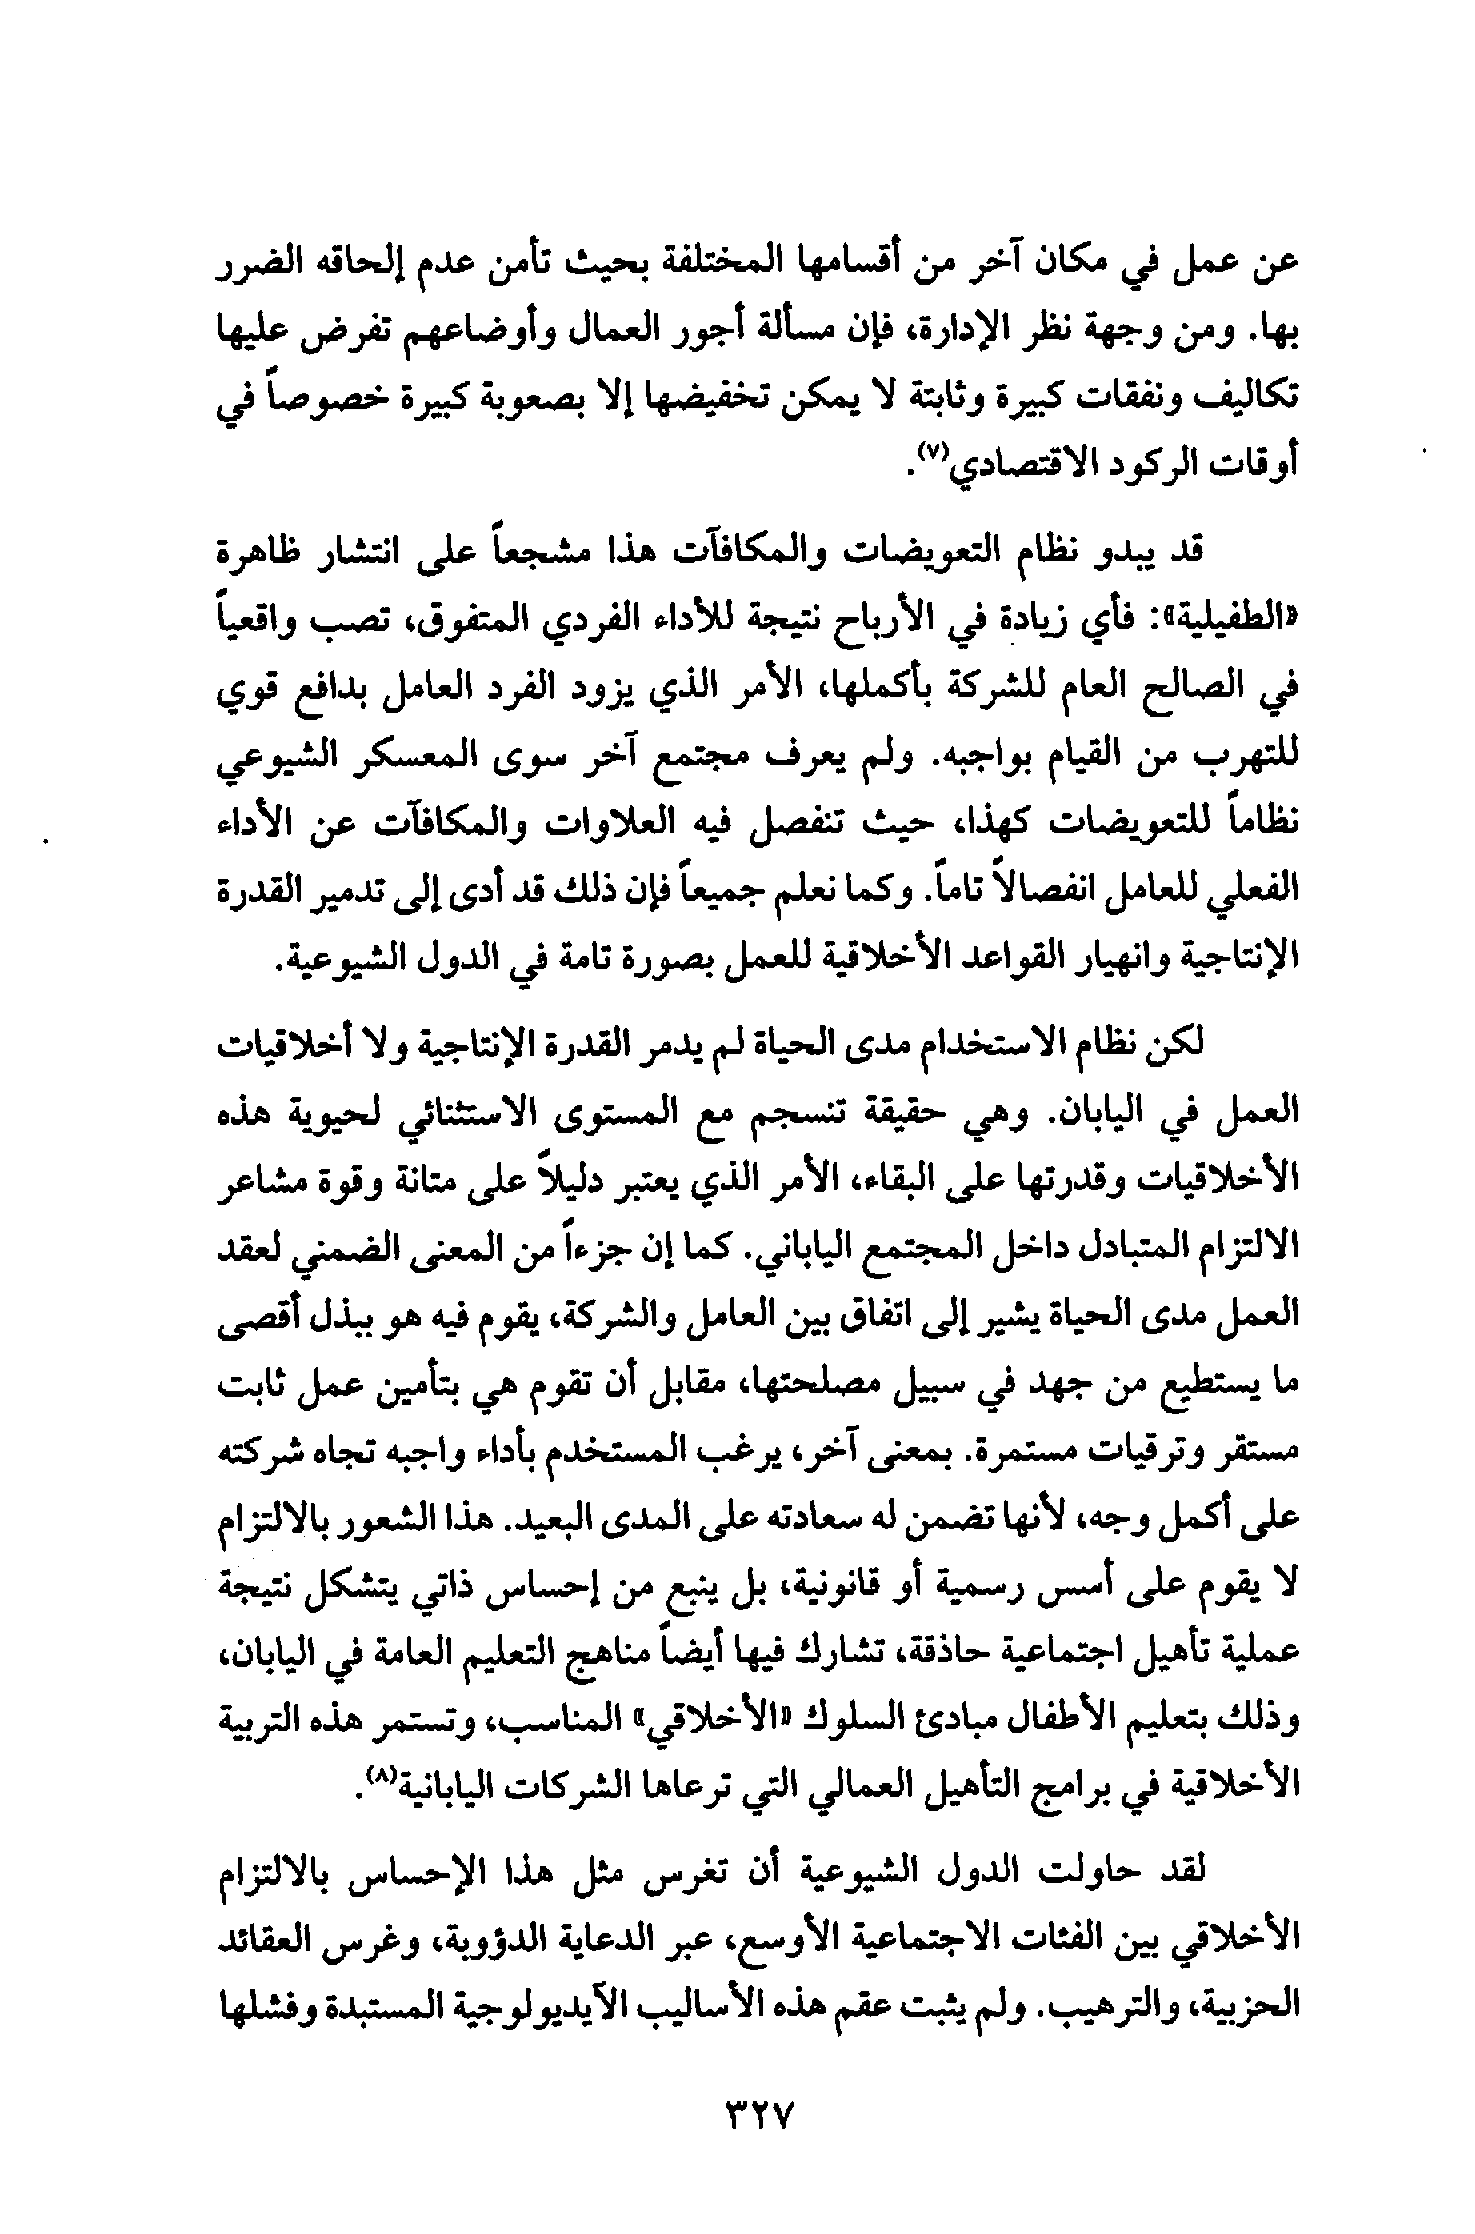 عن عمل في مكان آخر من أقسامها المختلفة بحيث تأمن عدم إلحاقه الضرر
بها. ومن وجهة نظر الإدارة، فإن مسألة أجور العمال وأوضاعهم تفرض عليها
تكاليف ونفقات كبيرة وثابتة لا يمكن تخفيضها إلا بصعوبة كبيرة خصوصاً في
أوقات الركود الاقتصادي(٧).
قد يبدو نظام التعويضات والمكافآت هذا مشجعاً على انتشار ظاهرة
«الطفيلية»: فأي زيادة في الأرباح نتيجة للأداء الفردي المتفوق، تصب واقعياً
في الصالح العام للشركة بأكملها، الأمر الذي يزود الفرد العامل بدافع قوي
للتهرب من القيام بواجبه. ولم يعرف مجتمع آخر سوى المعسكر الشيوعي
نظاماً للتعويضات كهذا، حيث تنفصل فيه العلاوات والمكافآت عن الأداء
الفعلي للعامل انفصالاً تاماً. وكما نعلم جميعاً فإن ذلك قد أدى إلى تدمير القدرة
الإنتاجية وانهيار القواعد الأخلاقية للعمل بصورة تامة في الدول الشيوعية.
لكن نظام الاستخدام مدى الحياة لم يدمر القدرة الإنتاجية ولا أخلاقيات
العمل في اليابان. وهي حقيقة تنسجم مع المستوى الاستثنائي لحيوية هذه
الأخلاقيات وقدرتها على البقاء، الأمر الذي يعتبر دليلاً على متانة وقوة مشاعر
الالتزام المتبادل داخل المجتمع الياباني. كما إن جزءاً من المعنى الضمني لعقد
العمل مدى الحياة يشير إلى اتفاق بين العامل والشركة، يقوم فيه هو ببذل أقصى
ما يستطيع من جهد في سبيل مصلحتها، مقابل أن تقوم هي بتأمين عمل ثابت
مستقر وترقيات مستمرة. بمعنى آخر، يرغب المستخدم بأداء واجبه تجاه شركته
على أكمل وجه، لأنها تضمن له سعادته على المدى البعيد. هذا الشعور بالالتزام
لا يقوم على أسس رسمية أو قانونية، بل ينبع من إحساس ذاتي يتشكل نتيجة
عملية تأهيل اجتماعية حاذقة، تشارك فيها أيضاً مناهج التعليم العامة في اليابان،
وذلك بتعليم الأطفال مبادئ السلوك «الأخلاقي» المناسب، وتستمر هذه التربية
الأخلاقية في برامج التأهيل العمالي التي ترعاها الشركات اليابانية(٨).
لقد حاولت الدول الشيوعية أن تغرس مثل هذا الإحساس بالالتزام
الأخلاقي بين الفئات الاجتماعية الأوسع، عبر الدعاية الدؤوبة، وغرس العقائد
الحزبية، والترهيب. ولم يثبت عقم هذه الأساليب الآيديولوجية المستبدة وفشلها
٣٢٧